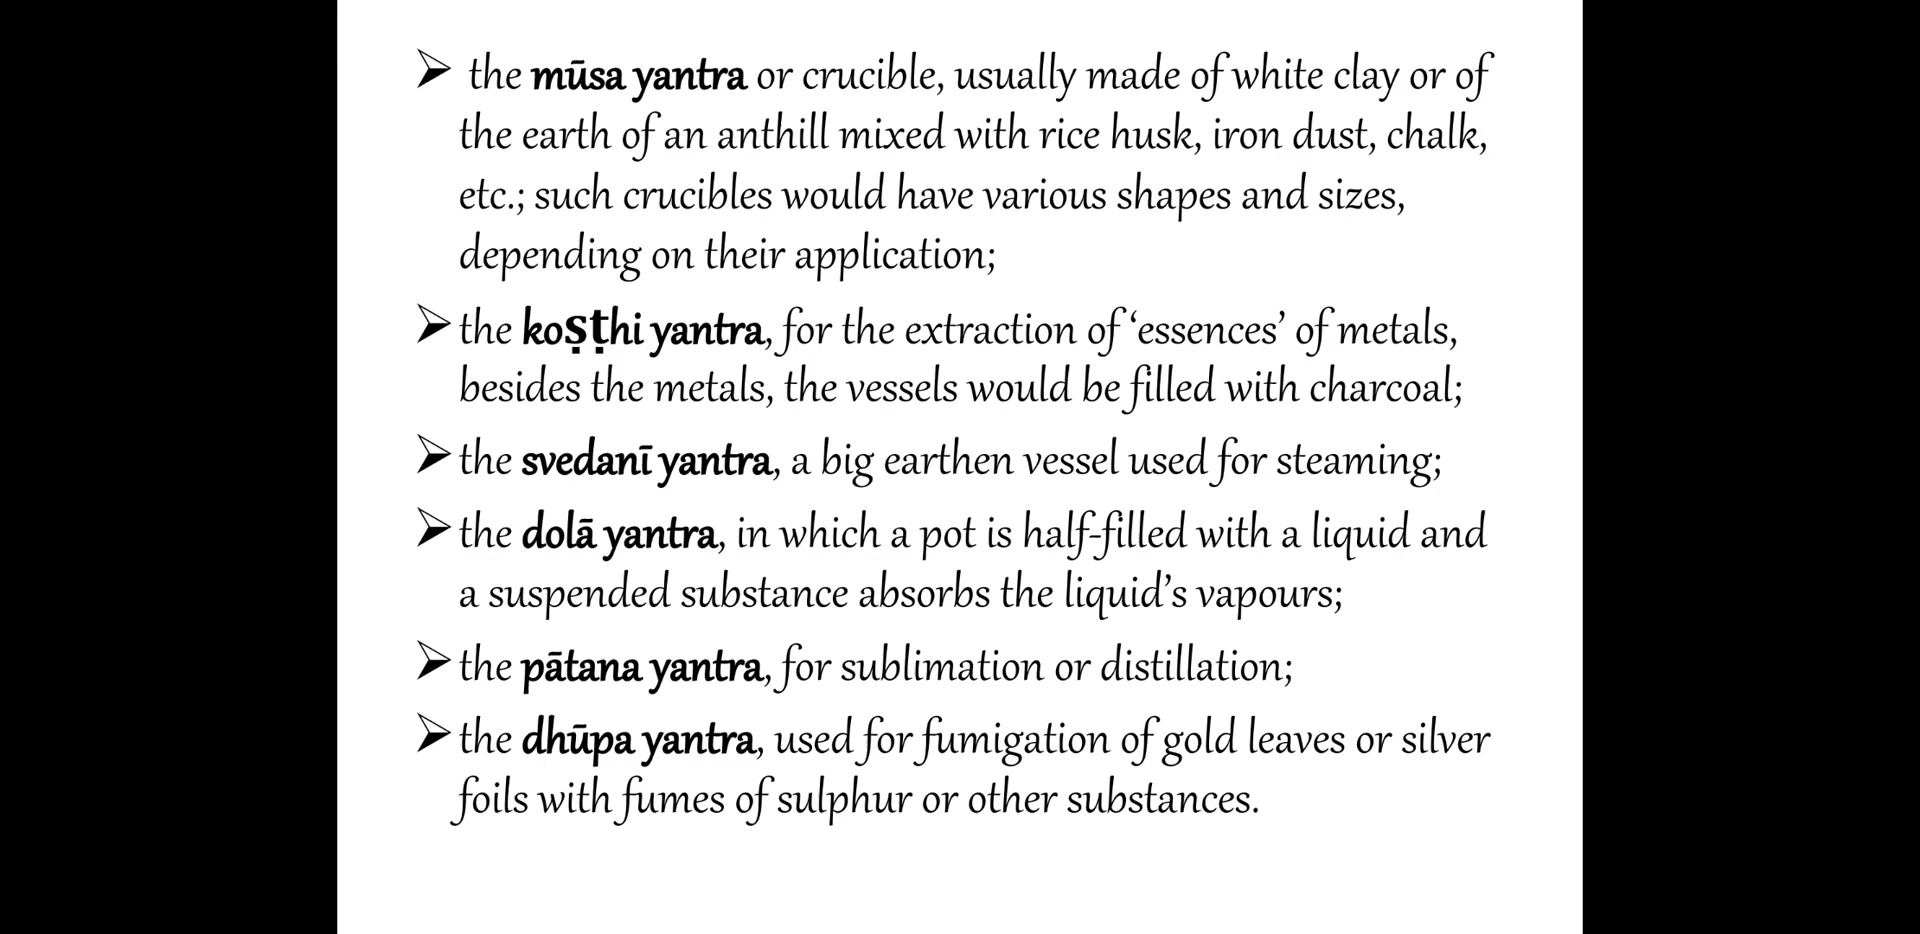 ➢ the mūsa yantra or crucible, usually made of white clay or of
the earth of an anthill mixed with rice husk, iron dust, chalk,
etc.; such crucibles would have various shapes and sizes,
depending on their application;
➢ the koṣṭhi yantra, for the extraction of ‘essences’ of metals,
besides the metals, the vessels would be filled with charcoal;
➢ the svedanī yantra, a big earthen vessel used for steaming;
➢ the dolā yantra, in which a pot is half-filled with a liquid and
a suspended substance absorbs the liquid’s vapours;
➢ the pātana yantra, for sublimation or distillation;
➢ the dhūpa yantra, used for fumigation of gold leaves or silver
foils with fumes of sulphur or other substances.